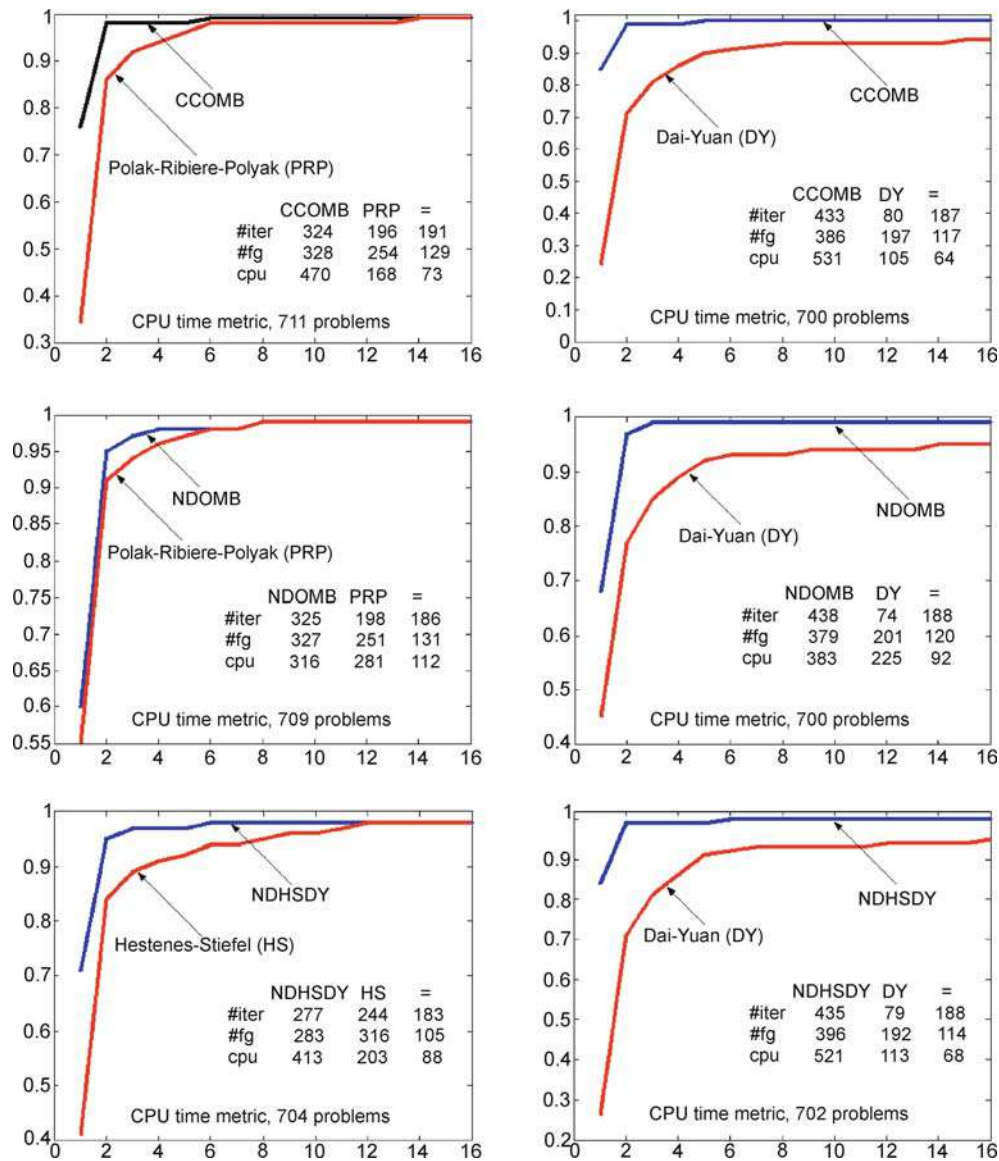 1
0.9
0.8
0.7
0.6
0.5
0.4
0.3
0 2 4 6 8 10 12 14 16
CCOMB
Polak-Ribiere-Polyak (PRP)
CCOMB PRP =
#iter 324 196 191
#fg 328 254 129
cpu 470 168 73
CPU time metric, 711 problems
1
0.9
0.8
0.7
0.6
0.5
0.4
0.3
0.2
0.1
0
0 2 4 6 8 10 12 14 16
CCOMB
Dai-Yuan (DY)
CCOMB DY =
#iter 433 80 187
#fg 386 197 117
cpu 531 105 64
CPU time metric, 700 problems
1
0.95
0.9
0.85
0.8
0.75
0.7
0.65
0.6
0.55
0 2 4 6 8 10 12 14 16
NDOMB
Polak-Ribiere-Polyak (PRP)
NDOMB PRP =
#iter 325 198 186
#fg 327 251 131
cpu 316 281 112
CPU time metric, 709 problems
1
0.9
0.8
0.7
0.6
0.5
0.4
0 2 4 6 8 10 12 14 16
NDOMB
Dai-Yuan (DY)
NDOMB DY =
#iter 438 74 188
#fg 379 201 120
cpu 383 225 92
CPU time metric, 700 problems
1
0.9
0.8
0.7
0.6
0.5
0.4
0 2 4 6 8 10 12 14 16
NDHSDY
Hestenes-Stiefel (HS)
NDHSDY HS =
#iter 277 244 183
#fg 283 316 105
cpu 413 203 88
CPU time metric, 704 problems
1
0.9
0.8
0.7
0.6
0.5
0.4
0.3
0.2
0 2 4 6 8 10 12 14 16
NDHSDY
Dai-Yuan (DY)
NDHSDY DY =
#iter 435 79 188
#fg 396 192 114
cpu 521 113 68
CPU time metric, 702 problems